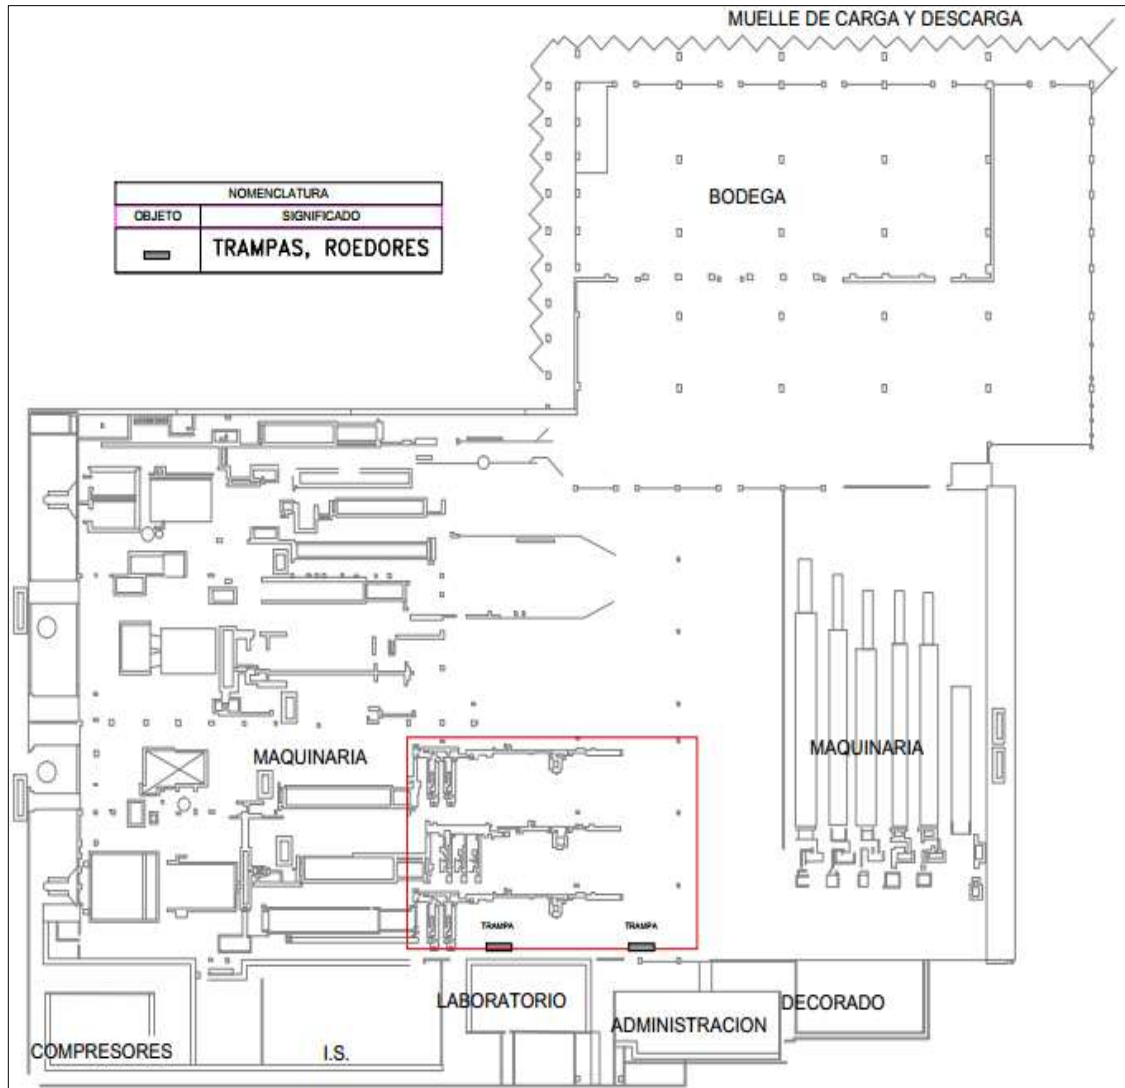 MUELLE DE CARGA Y DESCARGA
NOMENCLATURA
OBJETO SIGNIFICADO
TRAMPAS, ROEDORES
BODEGA
MAQUINARIA
MAQUINARIA
TRAMPA TRAMPA
LABORATORIO
DECORADO
ADMINISTRACION
COMPRESORES
I.S.